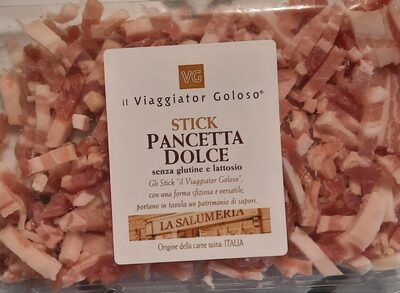 VG
il Viaggiator Goloso®
STICK
PANCETTA
DOLCE
senza glutine e lattosio
Gli Stick "il Viaggiator Goloso",
con una forma sfiziosa e versatile,
portano in tavola un patrimonio di sapori.
LA SALUMERIA
Origine della carne suina: ITALIA